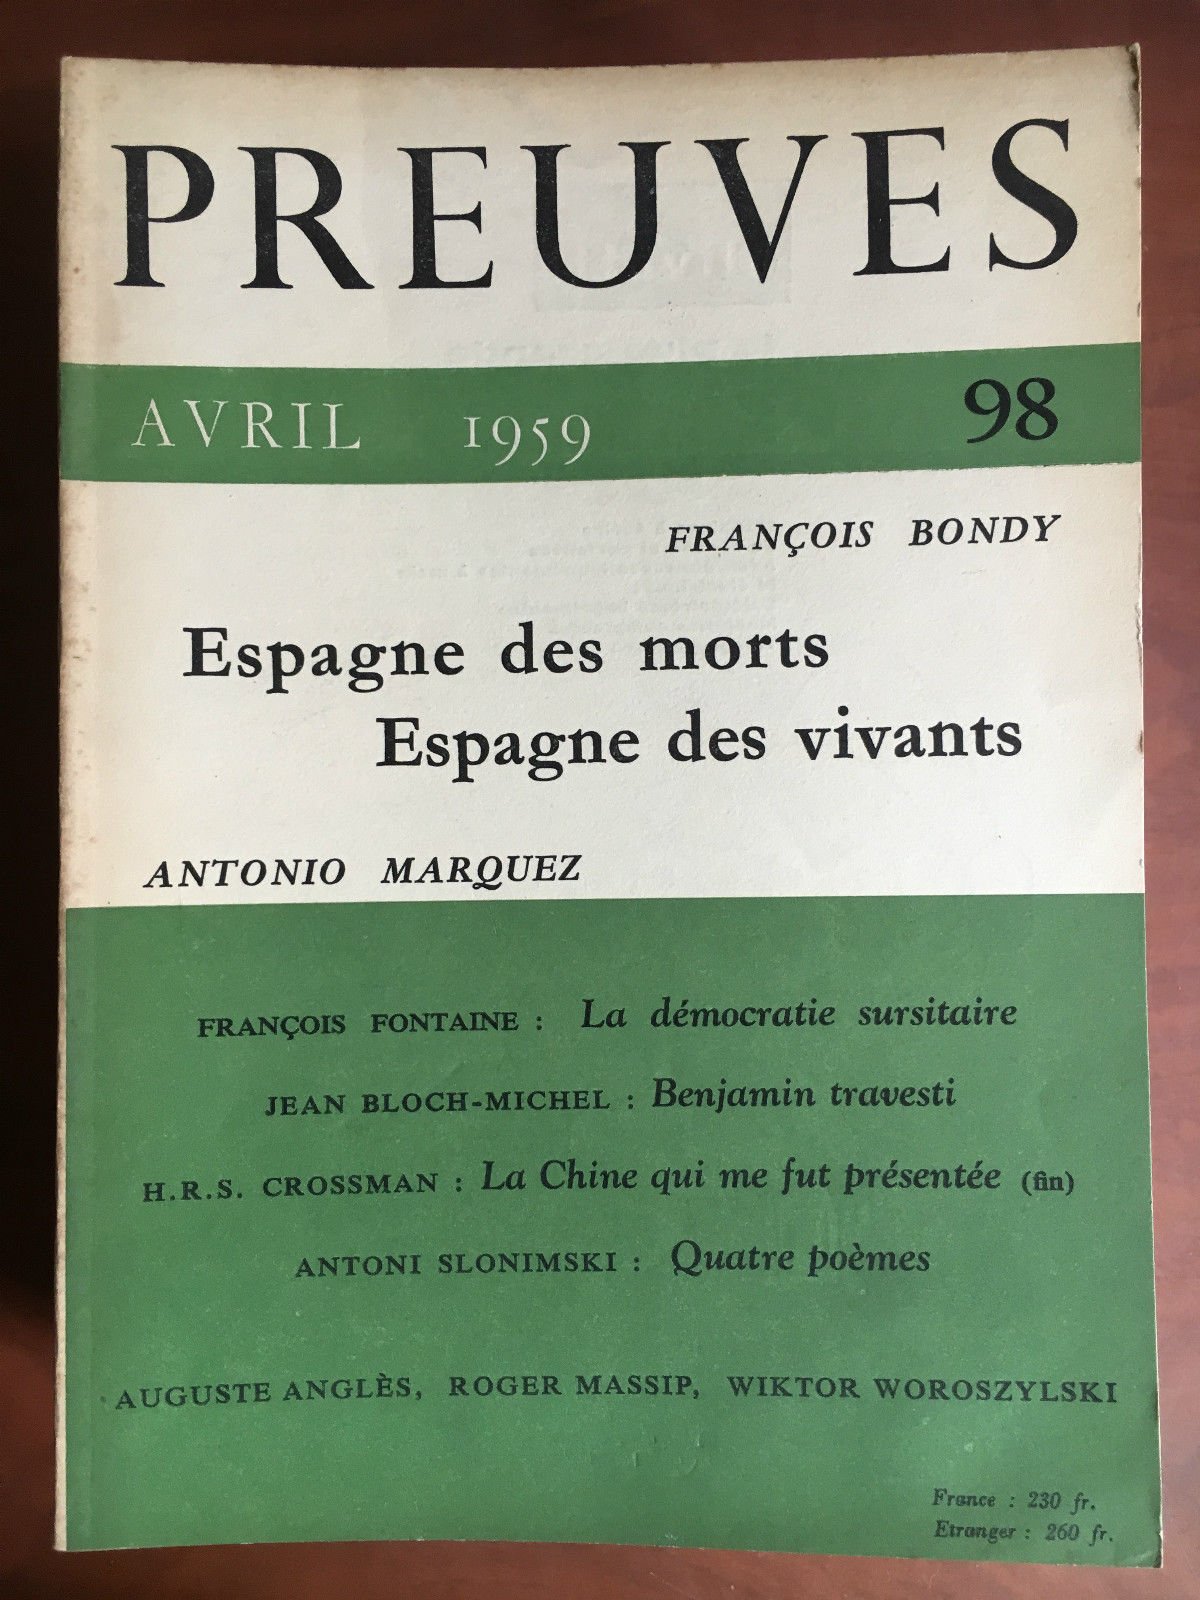 PREUVES
AVRIL 1959 98
FRANÇOIS BONDY
Espagne des morts
Espagne des vivants
ANTONIO MARQUEZ
FRANÇOIS FONTAINE : La démocratie sursitaire
JEAN BLOCH-MICHEL : Benjamin travesti
H.R.S. CROSSMAN : La Chine qui me fut présentée (fin)
ANTONI SLONIMSKI : Quatre poèmes
AUGUSTE ANGLÈS, ROGER MASSIP, WIKTOR WOROSZYLSKI
France : 230 fr.
Etranger : 260 fr.